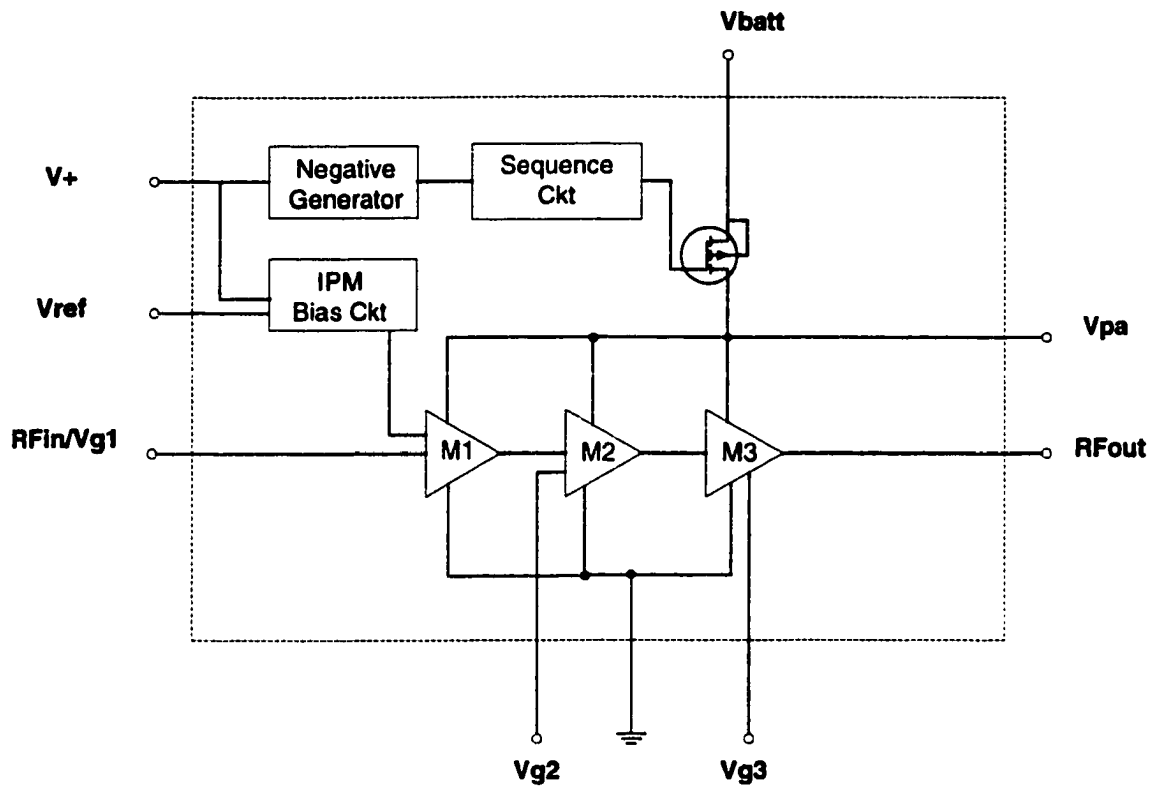 Vbatt
V+
Negative
Generator
Sequence
Ckt
Vref
IPM
Bias Ckt
Vpa
RFin/Vg1
M1
M2
M3
RFout
Vg2
Vg3